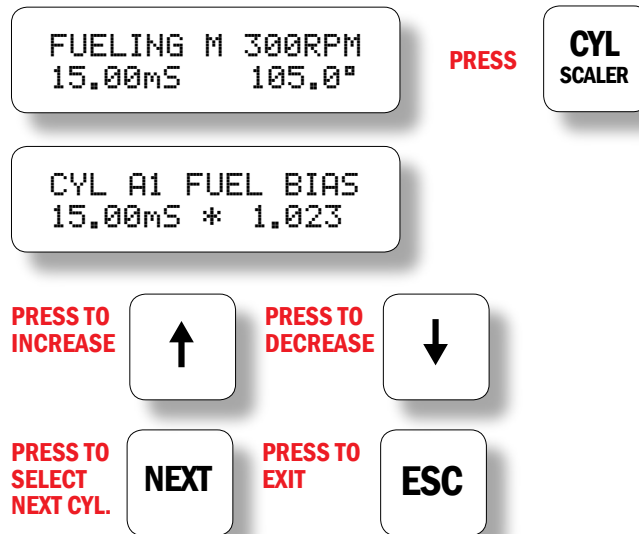 FUELING M 300RPM
15.00mS 105.0°
PRESS
CYL
SCALER
CYL A1 FUEL BIAS
15.00mS * 1.023
PRESS TO
INCREASE
↑
PRESS TO
DECREASE
↓
PRESS TO
SELECT
NEXT CYL.
NEXT
PRESS TO
EXIT
ESC